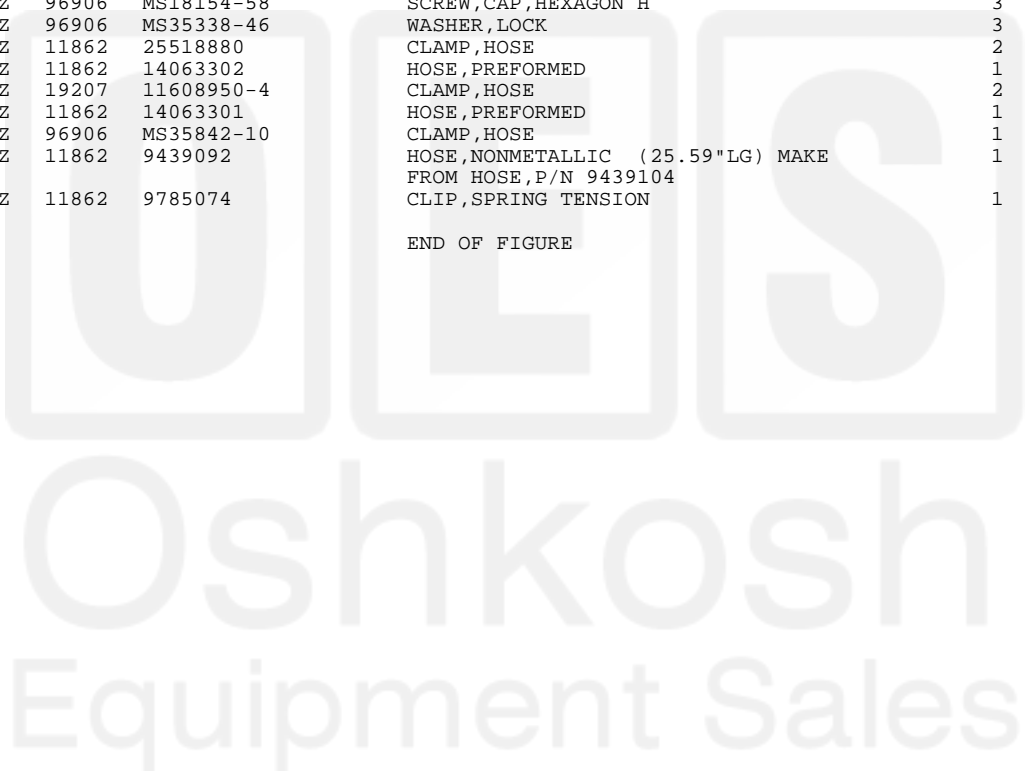 Z 96906 MS18154-58 SCREW,CAP,HEXAGON H 3
Z 96906 MS35338-46 WASHER,LOCK 3
Z 11862 25518880 CLAMP,HOSE 2
Z 11862 14063302 HOSE,PREFORMED 1
Z 19207 11608950-4 CLAMP,HOSE 2
Z 11862 14063301 HOSE,PREFORMED 1
Z 96906 MS35842-10 CLAMP,HOSE 1
Z 11862 9439092 HOSE,NONMETALLIC (25.59"LG) MAKE 1
FROM HOSE,P/N 9439104
Z 11862 9785074 CLIP,SPRING TENSION 1
END OF FIGURE
OES
Oshkosh
Equipment Sales